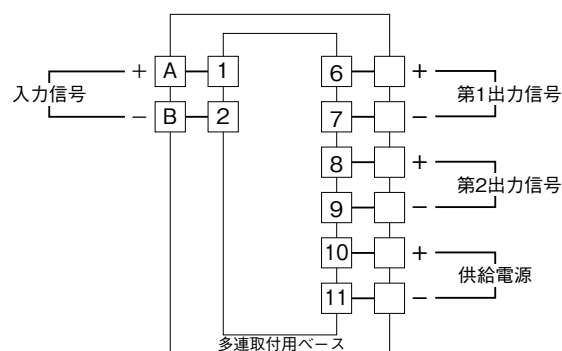 入力信号
+ A 1
− B 2
6 +
7 −
第1出力信号
8 +
9 −
第2出力信号
10 +
11 −
供給電源
多連取付用ベース